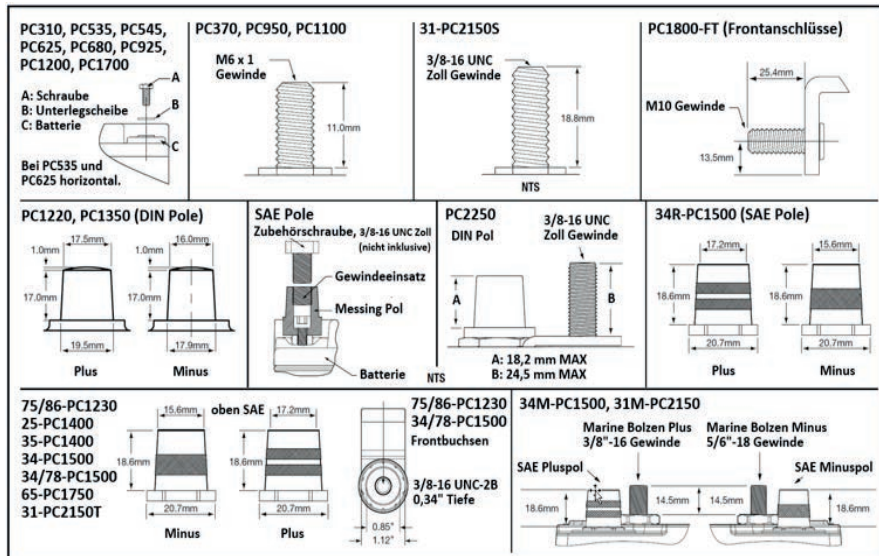 PC310, PC535, PC545,
PC625, PC680, PC925,
PC1200, PC1700
A: Schraube
B: Unterlegscheibe
C: Batterie
A
B
C
Bei PC535 und
PC625 horizontal.
PC370, PC950, PC1100
M6 x 1
Gewinde
11.0mm
31-PC2150S
3/8-16 UNC
Zoll Gewinde
18.8mm
NTS
PC1800-FT (Frontanschlüsse)
25.4mm
M10 Gewinde
13.5mm
PC1220, PC1350 (DIN Pole)
17.5mm
1.0mm
17.0mm
19.5mm
Plus
16.0mm
1.0mm
17.0mm
17.9mm
Minus
SAE Pole
Zubehörschraube, 3/8-16 UNC Zoll
(nicht inklusive)
Gewindeeinsatz
Messing Pol
Batterie
NTS
PC2250
DIN Pol
3/8-16 UNC
Zoll Gewinde
A
B
A: 18,2 mm MAX
B: 24,5 mm MAX
34R-PC1500 (SAE Pole)
17.2mm
18.6mm
20.7mm
Plus
15.6mm
18.6mm
20.7mm
Minus
75/86-PC1230
25-PC1400
35-PC1400
34-PC1500
34/78-PC1500
65-PC1750
31-PC2150T
15.6mm
18.6mm
20.7mm
Minus
oben SAE
17.2mm
18.6mm
20.7mm
Plus
75/86-PC1230
34/78-PC1500
Frontbuchsen
3/8-16 UNC-2B
0,34" Tiefe
0.85"
1.12"
34M-PC1500, 31M-PC2150
Marine Bolzen Plus
3/8"-16 Gewinde
Marine Bolzen Minus
5/6"-18 Gewinde
SAE Pluspol
SAE Minuspol
18.6mm
14.5mm
14.5mm
18.6mm